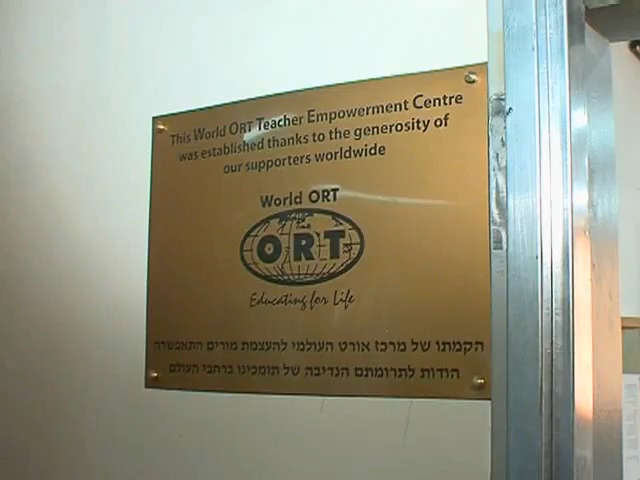 This World ORT Teacher Empowerment Centre
was established thanks to the generosity of
our supporters worldwide
World ORT
ORT
Educating for Life
הקמתו של מרכז אורט העולמי להעצמת מורים התאפשרה
הודות לתרומתם הנדיבה של תומכינו ברחבי העולם